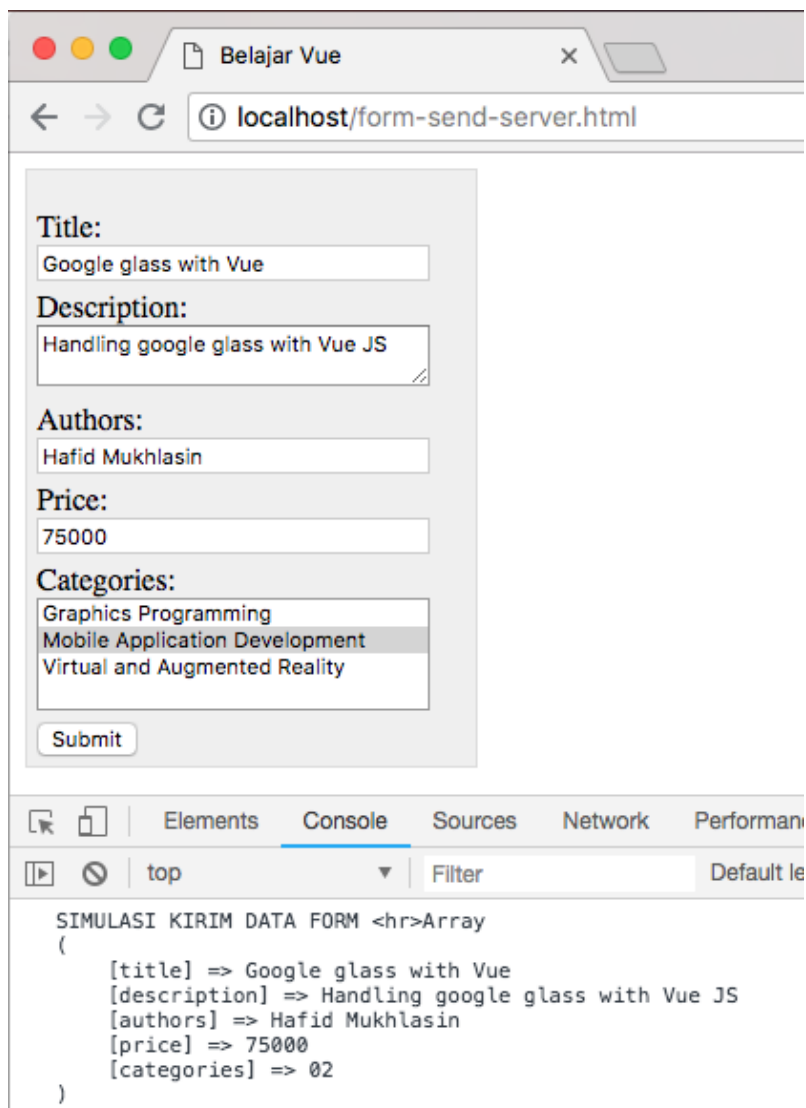 Belajar Vue
localhost/form-send-server.html
Title:
Google glass with Vue
Description:
Handling google glass with Vue JS
Authors:
Hafid Mukhlasin
Price:
75000
Categories:
Graphics Programming
Mobile Application Development
Virtual and Augmented Reality
Submit
Elements Console Sources Network Performan
top Filter Default le
SIMULASI KIRIM DATA FORM <hr>Array
(
[title] => Google glass with Vue
[description] => Handling google glass with Vue JS
[authors] => Hafid Mukhlasin
[price] => 75000
[categories] => 02
)